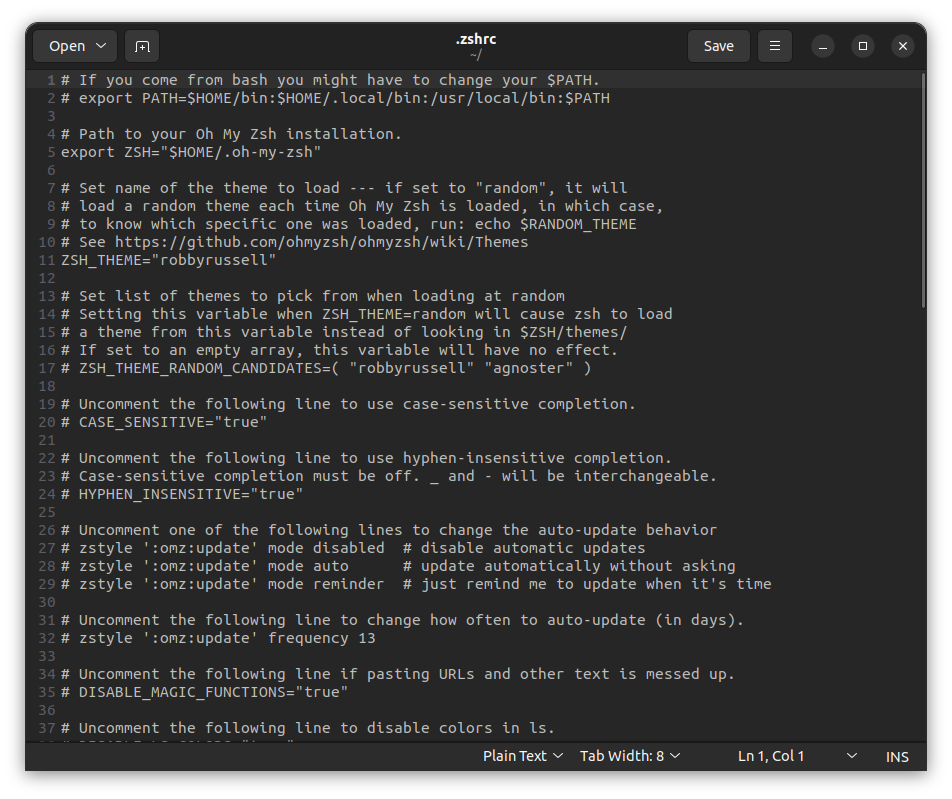 Open
.zshrc
~/
Save
1 # If you come from bash you might have to change your $PATH.
2 # export PATH=$HOME/bin:$HOME/.local/bin:/usr/local/bin:$PATH
3
4 # Path to your Oh My Zsh installation.
5 export ZSH="$HOME/.oh-my-zsh"
6
7 # Set name of the theme to load --- if set to "random", it will
8 # load a random theme each time Oh My Zsh is loaded, in which case,
9 # to know which specific one was loaded, run: echo $RANDOM_THEME
10 # See https://github.com/ohmyzsh/ohmyzsh/wiki/Themes
11 ZSH_THEME="robbyrussell"
12
13 # Set list of themes to pick from when loading at random
14 # Setting this variable when ZSH_THEME=random will cause zsh to load
15 # a theme from this variable instead of looking in $ZSH/themes/
16 # If set to an empty array, this variable will have no effect.
17 # ZSH_THEME_RANDOM_CANDIDATES=( "robbyrussell" "agnoster" )
18
19 # Uncomment the following line to use case-sensitive completion.
20 # CASE_SENSITIVE="true"
21
22 # Uncomment the following line to use hyphen-insensitive completion.
23 # Case-sensitive completion must be off. _ and - will be interchangeable.
24 # HYPHEN_INSENSITIVE="true"
25
26 # Uncomment one of the following lines to change the auto-update behavior
27 # zstyle ':omz:update' mode disabled  # disable automatic updates
28 # zstyle ':omz:update' mode auto      # update automatically without asking
29 # zstyle ':omz:update' mode reminder  # just remind me to update when it's time
30
31 # Uncomment the following line to change how often to auto-update (in days).
32 # zstyle ':omz:update' frequency 13
33
34 # Uncomment the following line if pasting URLs and other text is messed up.
35 # DISABLE_MAGIC_FUNCTIONS="true"
36
37 # Uncomment the following line to disable colors in ls.
Plain Text Tab Width: 8 Ln 1, Col 1 INS